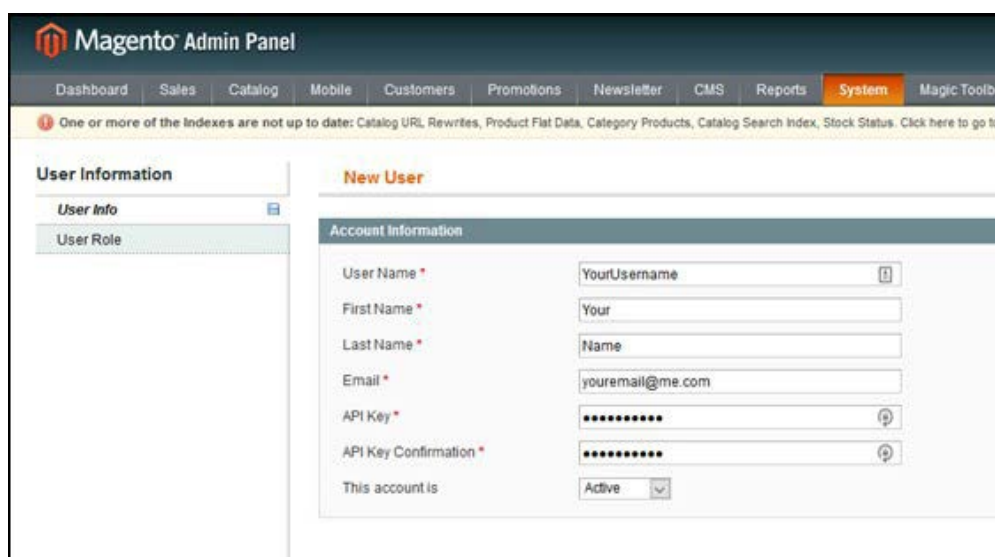 Magento Admin Panel
Dashboard Sales Catalog Mobile Customers Promotions Newsletter CMS Reports System Magic Toolb
One or more of the Indexes are not up to date: Catalog URL Rewrites, Product Flat Data, Category Products, Catalog Search Index, Stock Status. Click here to go to
User Information
New User
User Info
User Role
Account Information
User Name * YourUsername
First Name * Your
Last Name * Name
Email * youremail@me.com
API Key * ••••••••••
API Key Confirmation * ••••••••••
This account is Active